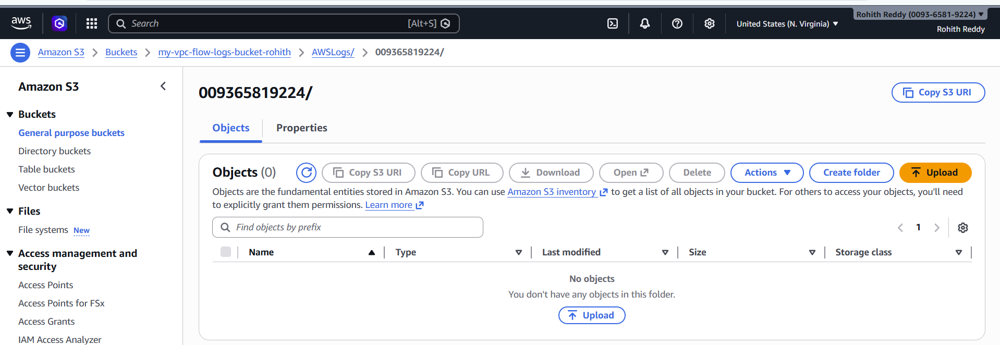 aws
Search
[Alt+S]
United States (N. Virginia)
Rohith Reddy (0093-6581-9224)
Rohith Reddy
Amazon S3
Buckets
my-vpc-flow-logs-bucket-rohith
AWSLogs/
009365819224/
Amazon S3
Buckets
General purpose buckets
Directory buckets
Table buckets
Vector buckets
Files
File systems New
Access management and
security
Access Points
Access Points for FSx
Access Grants
IAM Access Analyzer
009365819224/
Copy S3 URI
Objects
Properties
Objects (0)
Copy S3 URI
Copy URL
Download
Open
Delete
Actions
Create folder
Upload
Objects are the fundamental entities stored in Amazon S3. You can use Amazon S3 inventory to get a list of all objects in your bucket. For others to access your objects, you'll need
to explicitly grant them permissions. Learn more
Find objects by prefix
1
Name
Type
Last modified
Size
Storage class
No objects
You don't have any objects in this folder.
Upload